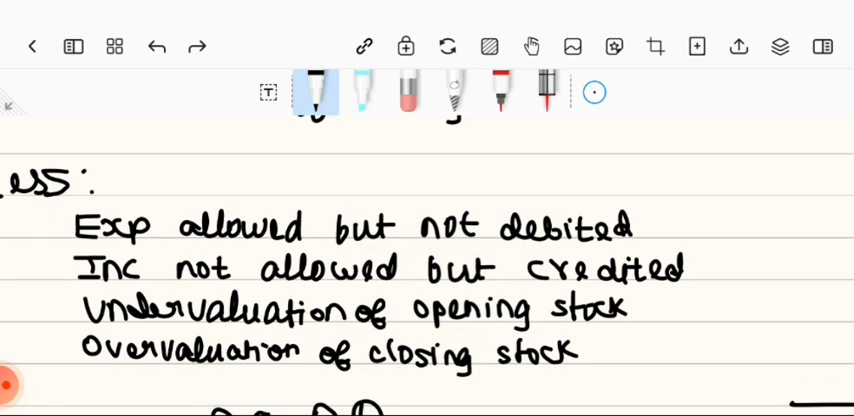 ess:
Exp allowed but not debited
Inc not allowed but credited
Undervaluation of opening stock
Overvaluation of closing stock